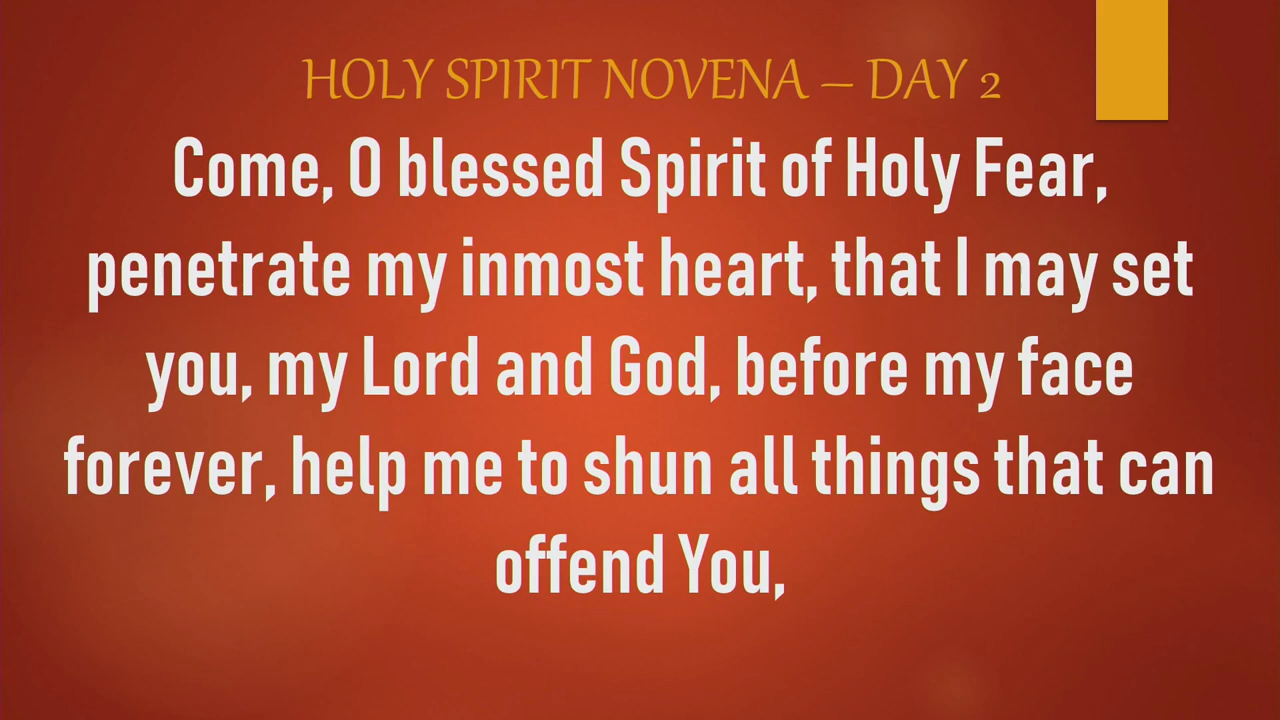 HOLY SPIRIT NOVENA – DAY 2
Come, O blessed Spirit of Holy Fear,
penetrate my inmost heart, that I may set
you, my Lord and God, before my face
forever, help me to shun all things that can
offend You,